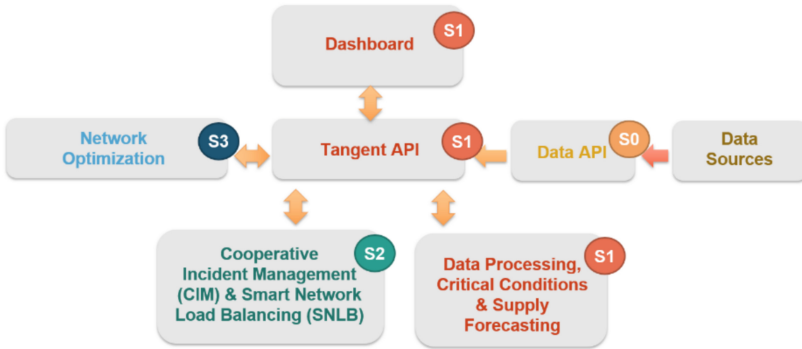 Dashboard
S1
Network
Optimization
S3
Tangent API
S1
Data API
S0
Data
Sources
Cooperative
Incident Management
(CIM) & Smart Network
Load Balancing (SNLB)
S2
Data Processing,
Critical Conditions
& Supply
Forecasting
S1